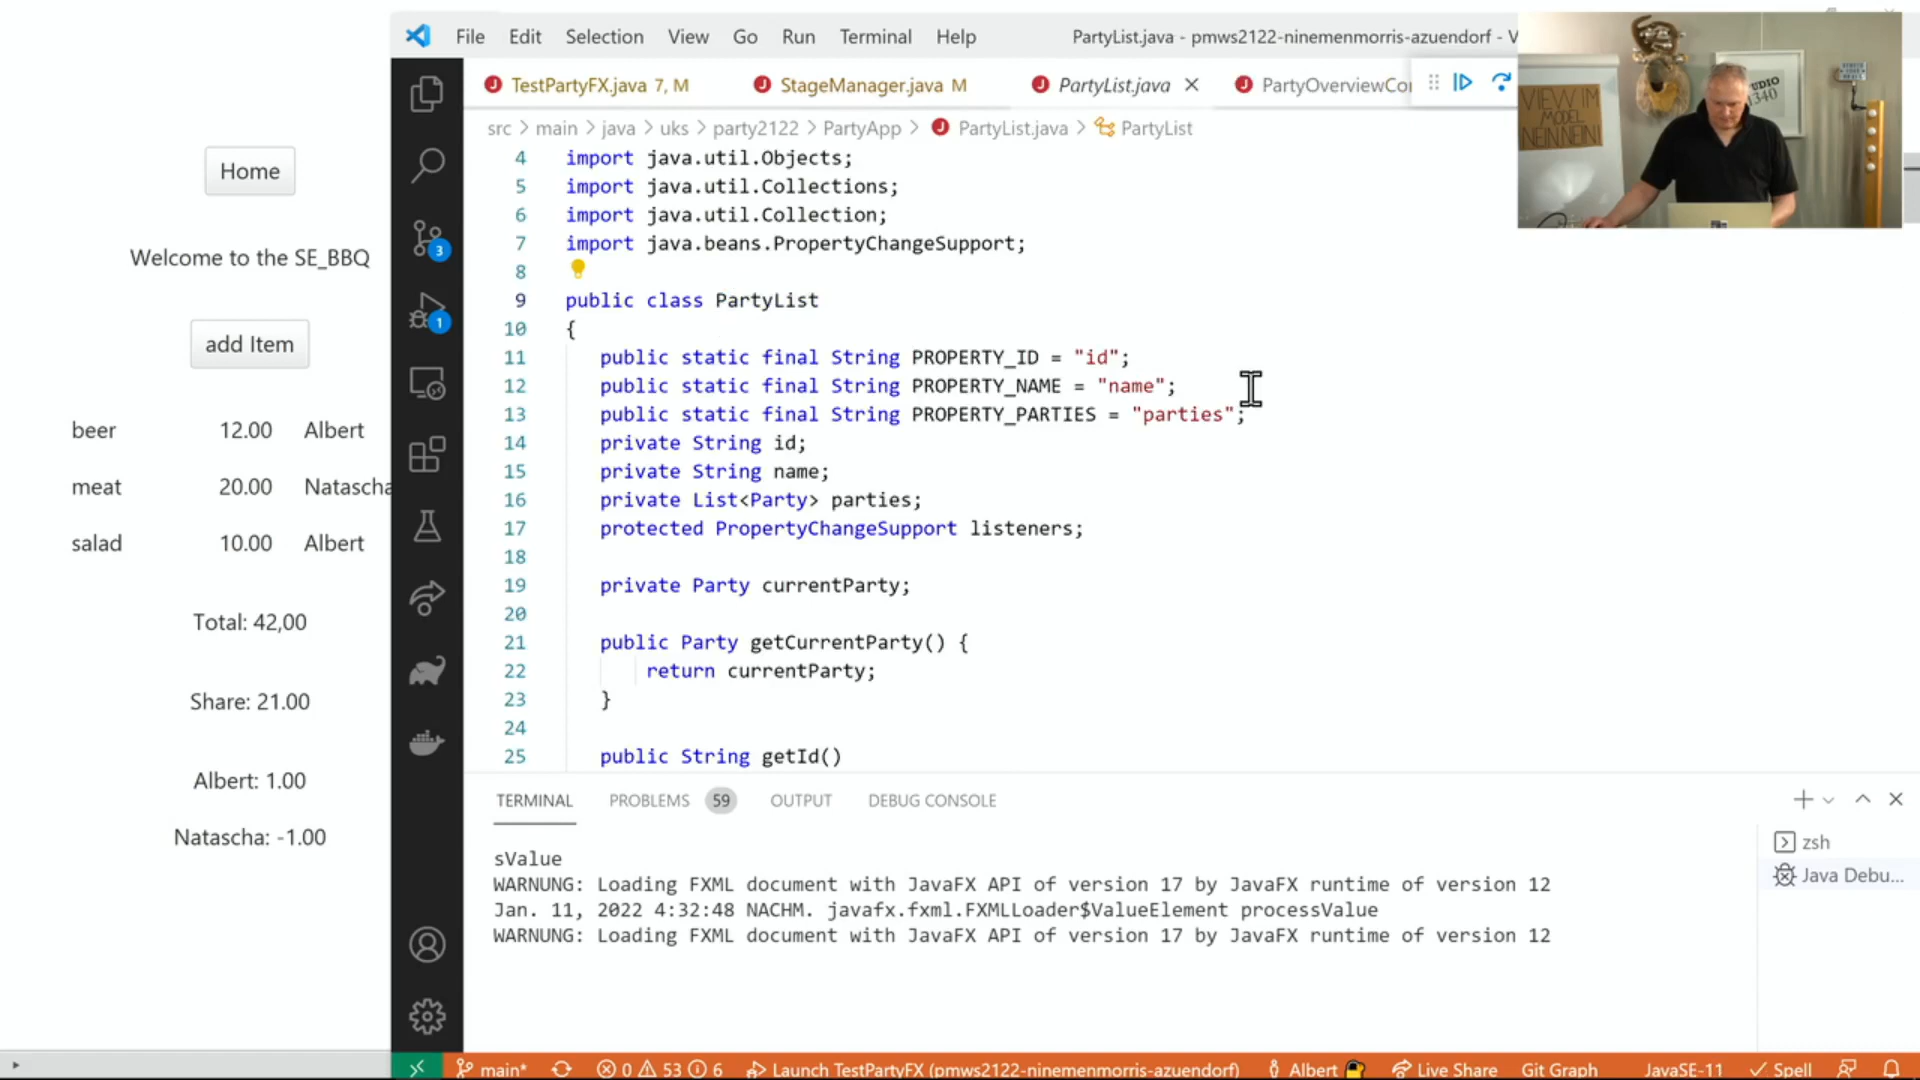 Home
Welcome to the SE_BBQ
add Item
beer 12.00 Albert
meat 20.00 Natascha
salad 10.00 Albert
Total: 42,00
Share: 21.00
Albert: 1.00
Natascha: -1.00
File Edit Selection View Go Run Terminal Help PartyList.java - pmws2122-ninemenmorris-azuendorf - V
TestPartyFX.java 7, M StageManager.java M PartyList.java PartyOverviewCo
src > main > java > uks > party2122 > PartyApp > PartyList.java > PartyList
4 import java.util.Objects;
5 import java.util.Collections;
6 import java.util.Collection;
7 import java.beans.PropertyChangeSupport;
8
9 public class PartyList
10 {
11 public static final String PROPERTY_ID = "id";
12 public static final String PROPERTY_NAME = "name";
13 public static final String PROPERTY_PARTIES = "parties";
14 private String id;
15 private String name;
16 private List<Party> parties;
17 protected PropertyChangeSupport listeners;
18
19 private Party currentParty;
20
21 public Party getCurrentParty() {
22 return currentParty;
23 }
24
25 public String getId()
3
1
TERMINAL PROBLEMS 59 OUTPUT DEBUG CONSOLE
sValue
WARNUNG: Loading FXML document with JavaFX API of version 17 by JavaFX runtime of version 12
Jan. 11, 2022 4:32:48 NACHM. javafx.fxml.FXMLLoader$ValueElement processValue
WARNUNG: Loading FXML document with JavaFX API of version 17 by JavaFX runtime of version 12
zsh
Java Debu...
main* 0 53 6 Launch TestPartyFX (pmws2122-ninemenmorris-azuendorf) Albert Live Share Git Graph JavaSE-11 Spell
VIEW IM
MODEL
NEIN NEIN!
STUDIO
1340